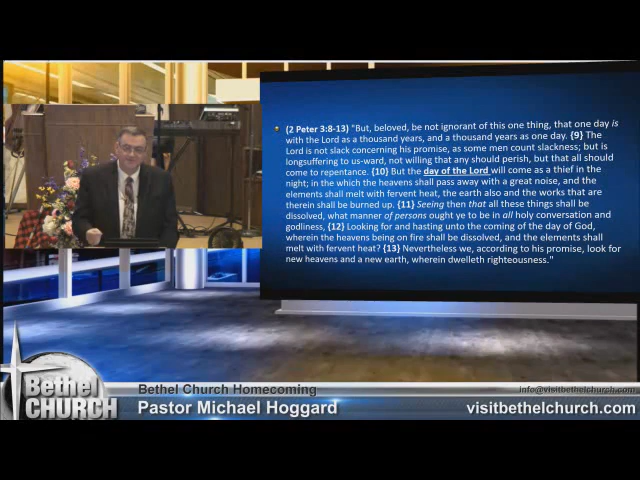 (2 Peter 3:8-13) "But, beloved, be not ignorant of this one thing, that one day is
with the Lord as a thousand years, and a thousand years as one day. {9} The
Lord is not slack concerning his promise, as some men count slackness; but is
longsuffering to us-ward, not willing that any should perish, but that all should
come to repentance. {10} But the day of the Lord will come as a thief in the
night; in the which the heavens shall pass away with a great noise, and the
elements shall melt with fervent heat, the earth also and the works that are
therein shall be burned up. {11} Seeing then that all these things shall be
dissolved, what manner of persons ought ye to be in all holy conversation and
godliness, {12} Looking for and hasting unto the coming of the day of God,
wherein the heavens being on fire shall be dissolved, and the elements shall
melt with fervent heat? {13} Nevertheless we, according to his promise, look for
new heavens and a new earth, wherein dwelleth righteousness."
Bethel
CHURCH
Bethel Church Homecoming
Pastor Michael Hoggard
info@visitbethelchurch.com
visitbethelchurch.com